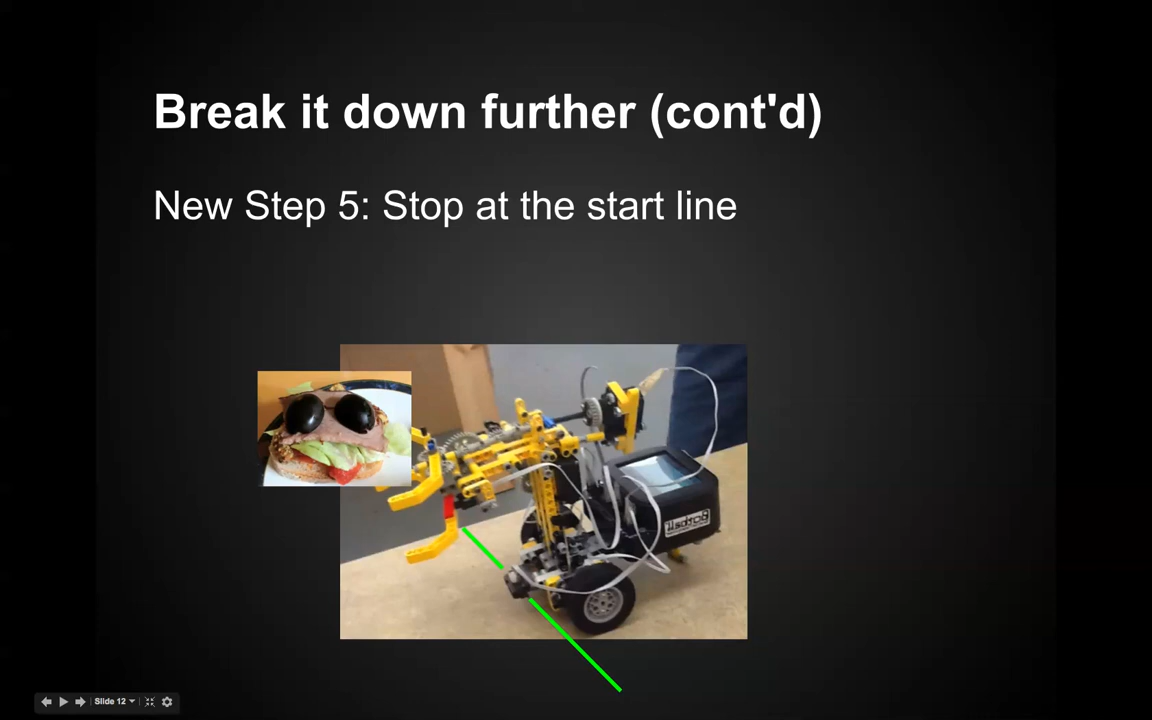 Break it down further (cont'd)
New Step 5: Stop at the start line
Slide 12